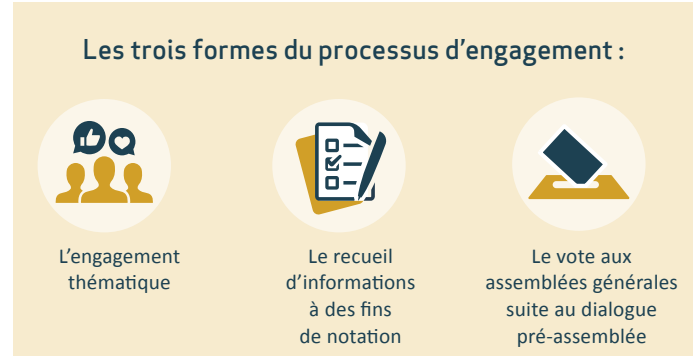 Les trois formes du processus d’engagement :
L’engagement
thématique
Le recueil
d’informations
à des fins
de notation
Le vote aux
assemblées générales
suite au dialogue
pré-assemblée